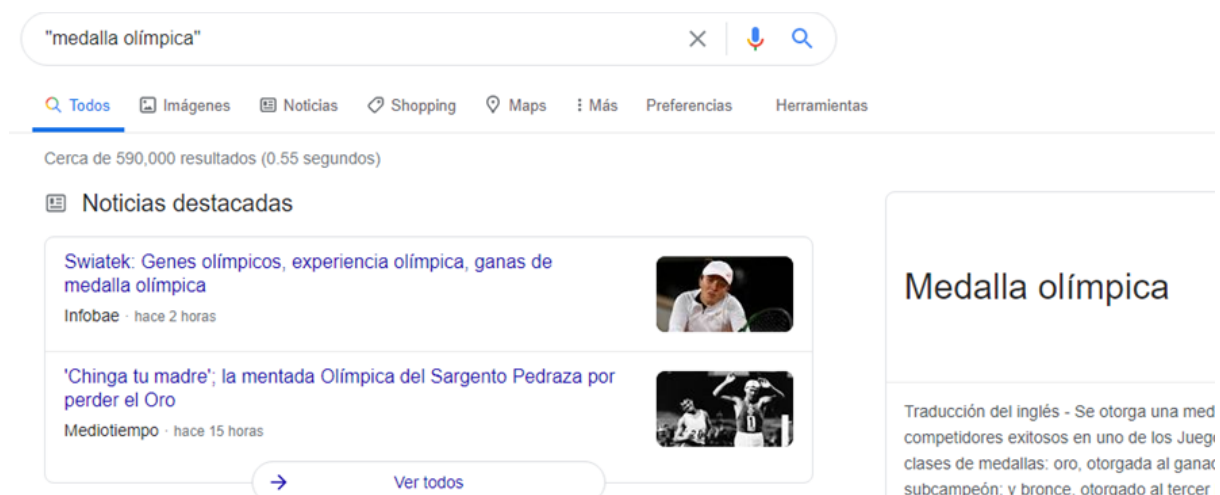 "medalla olímpica"
Todos Imágenes Noticias Shopping Maps Más Preferencias Herramientas
Cerca de 590,000 resultados (0.55 segundos)
Noticias destacadas
Swiatek: Genes olímpicos, experiencia olímpica, ganas de
medalla olímpica
Infobae · hace 2 horas
'Chinga tu madre'; la mentada Olímpica del Sargento Pedraza por
perder el Oro
Mediotiempo · hace 15 horas
Ver todos
Medalla olímpica
Traducción del inglés - Se otorga una med
competidores exitosos en uno de los Jueg
clases de medallas: oro, otorgada al ganad
subcampeón; y bronce, otorgado al tercer